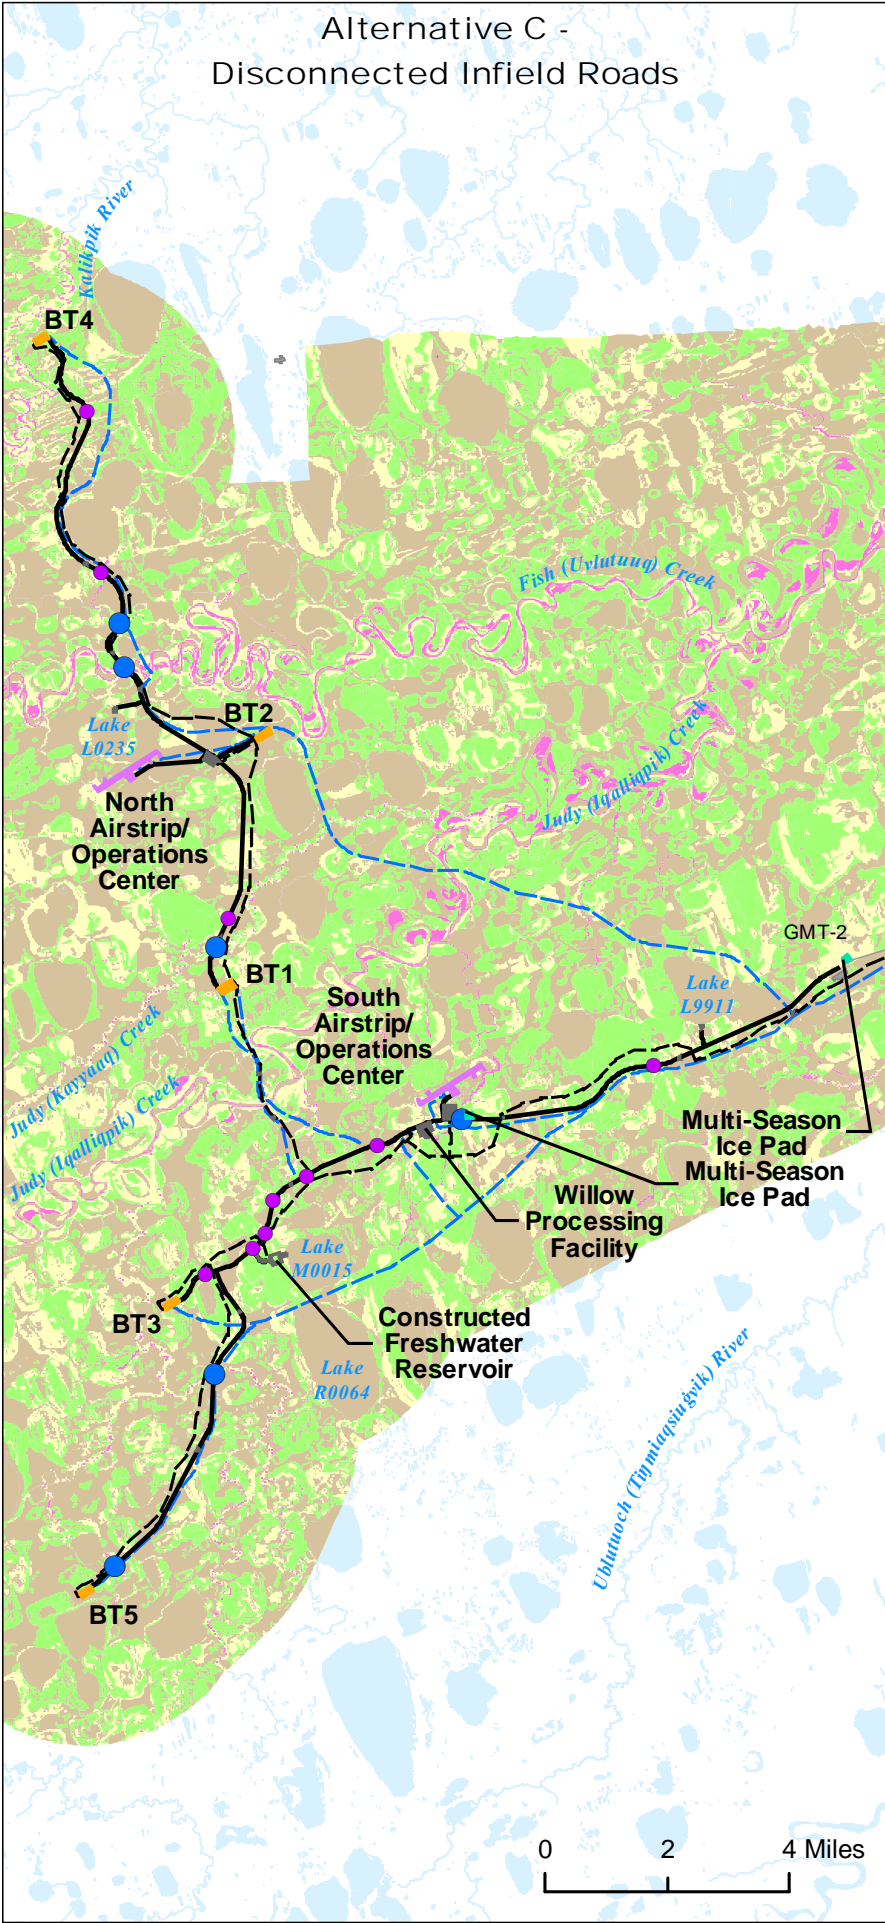 Alternative C -
Disconnected Infield Roads
Kalikpik River
BT4
Fish (Uvlutuuq) Creek
BT2
Lake
L0235
Judy (Iqalliqpik) Creek
North
Airstrip/
Operations
Center
GMT-2
BT1
Lake
L9911
South
Airstrip/
Operations
Center
Judy (Kayyaaq) Creek
Judy (Iqalliqpik) Creek
Multi-Season
Ice Pad
Multi-Season
Ice Pad
Willow
Processing
Facility
Lake
M0015
BT3
Constructed
Freshwater
Reservoir
Lake
R0064
Ublutuoch (Tiŋmiaqsiuġvik) River
BT5
0 2 4 Miles